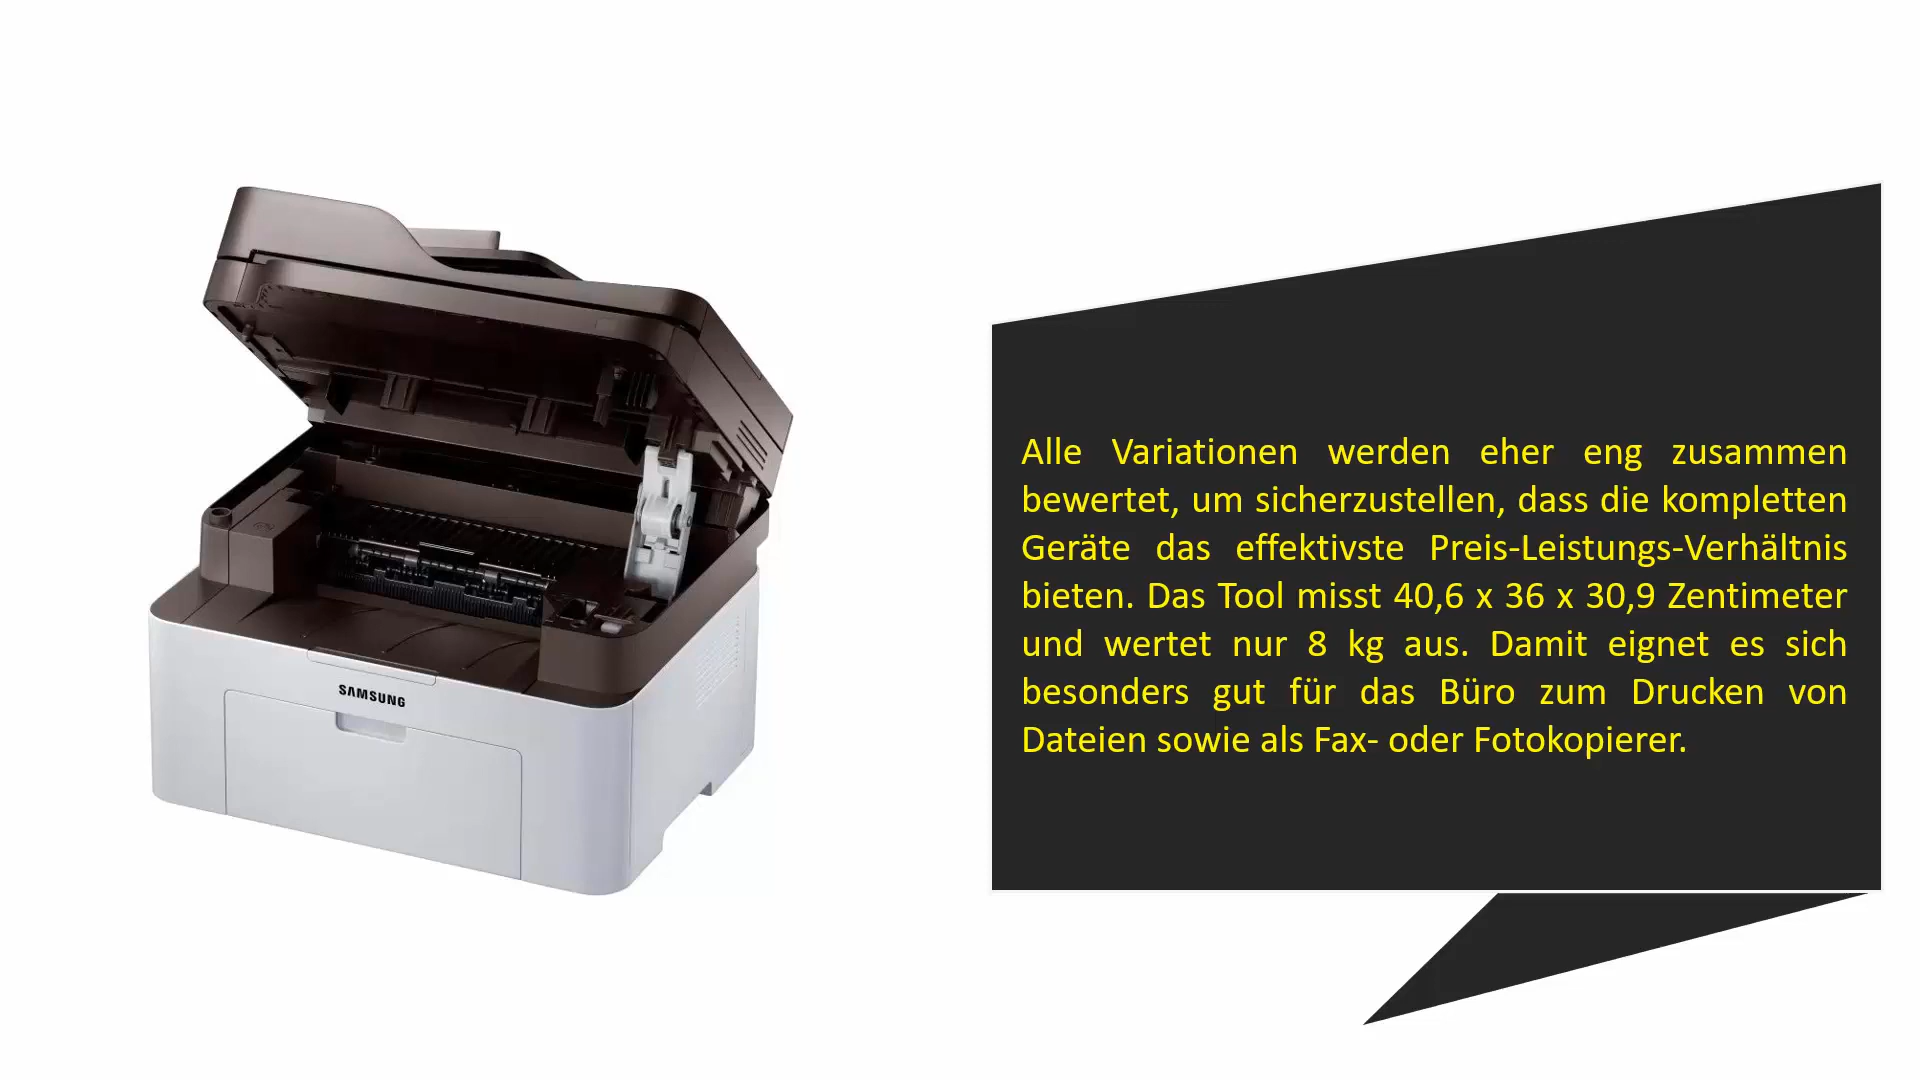 SAMSUNG
Alle Variationen werden eher eng zusammen
bewertet, um sicherzustellen, dass die kompletten
Geräte das effektivste Preis-Leistungs-Verhältnis
bieten. Das Tool misst 40,6 x 36 x 30,9 Zentimeter
und wertet nur 8 kg aus. Damit eignet es sich
besonders gut für das Büro zum Drucken von
Dateien sowie als Fax- oder Fotokopierer.